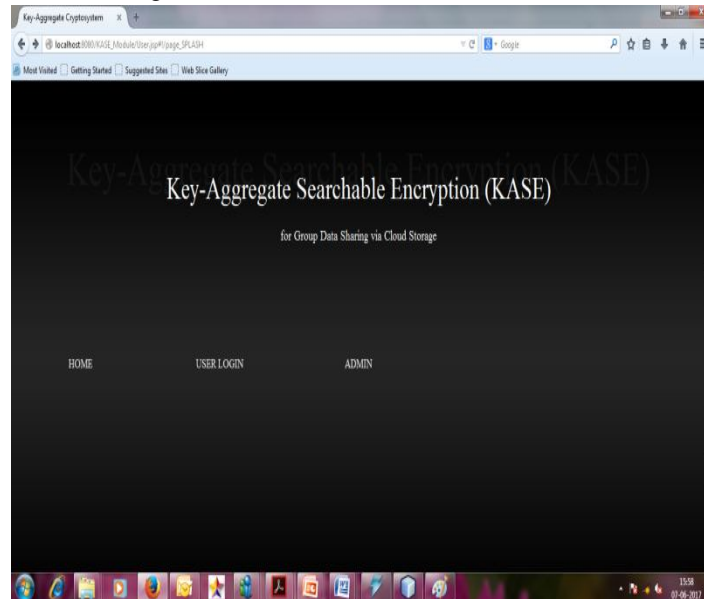 Key-Aggregate Cryptosystem
localhost:8080/KASE_Module/User.jsp#!/page_SPLASH
Google
Most Visited Getting Started Suggested Sites Web Slice Gallery
Key-Aggregate Searchable Encryption (KASE)
Key-Aggregate Searchable Encryption (KASE)
for Group Data Sharing via Cloud Storage
HOME USER LOGIN ADMIN
15:58
07-06-2017